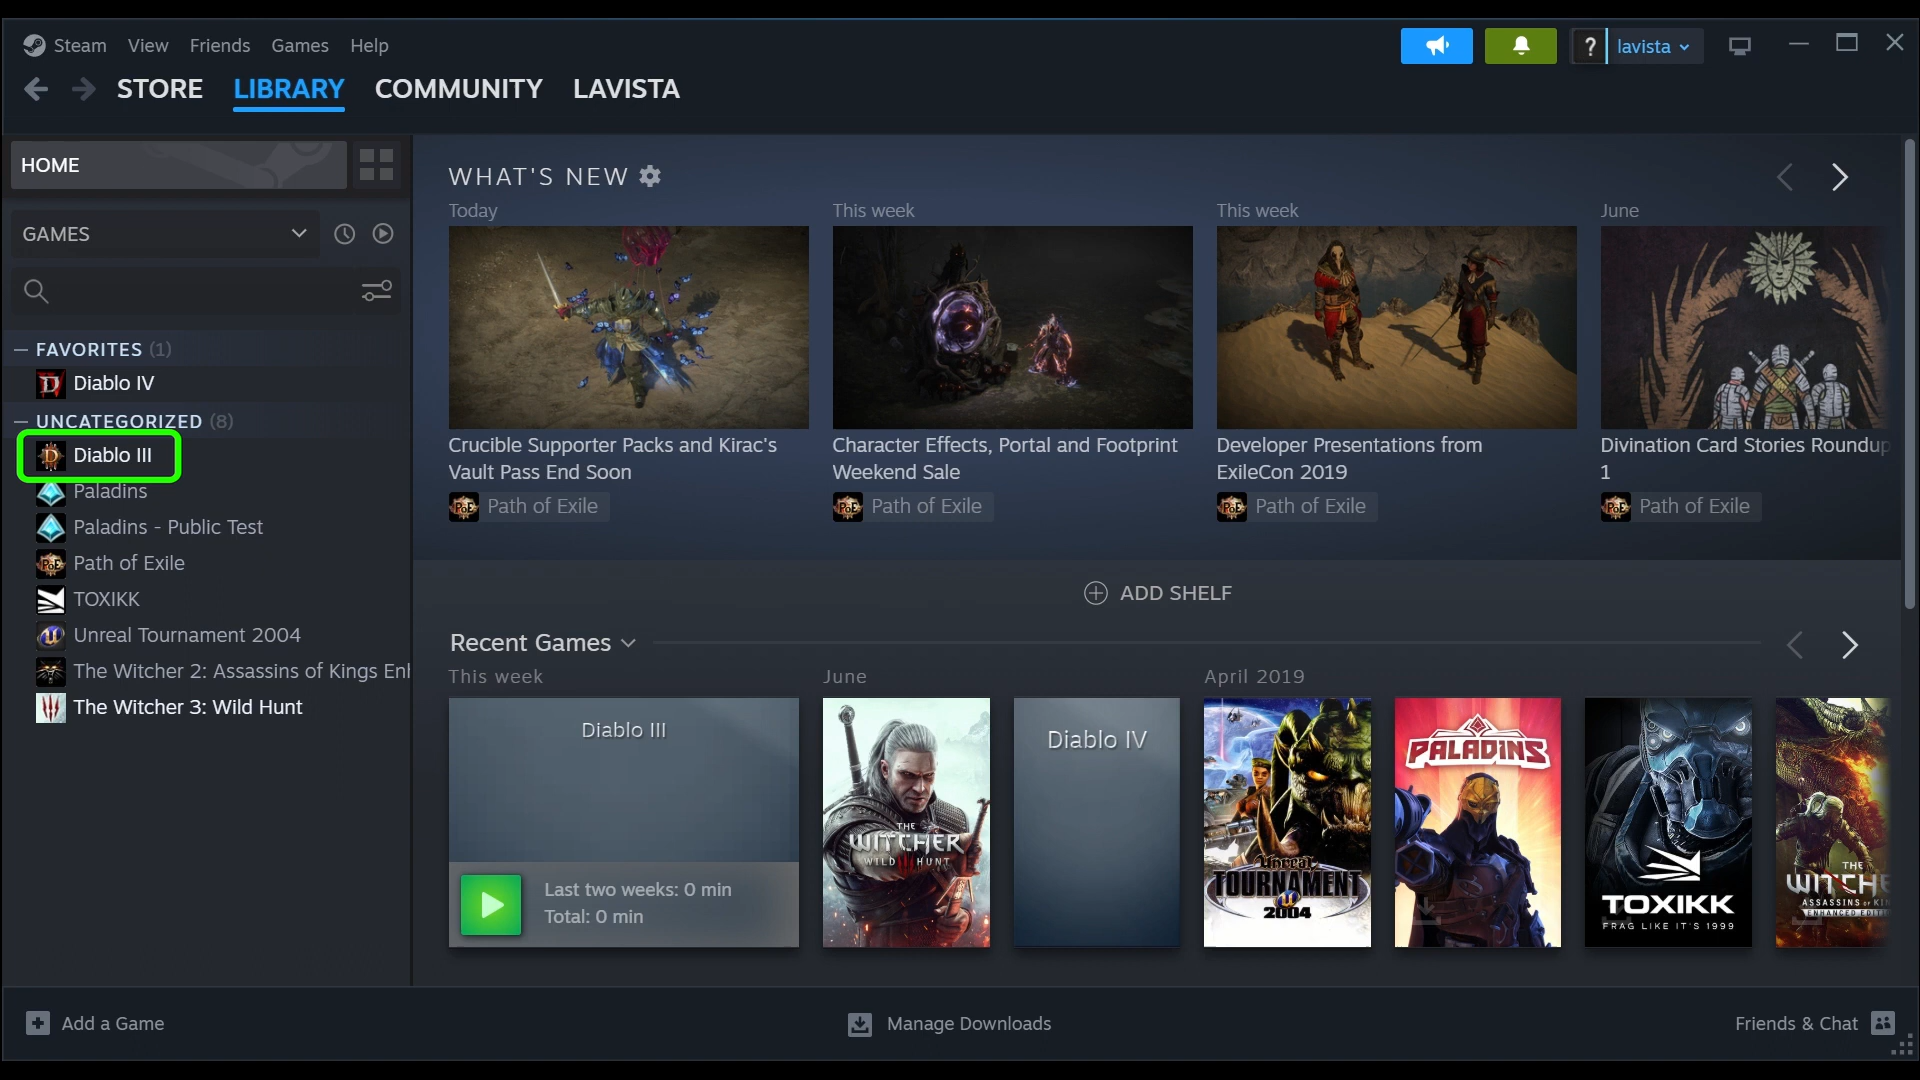 Steam View Friends Games Help
? lavista
STORE LIBRARY COMMUNITY LAVISTA
HOME
GAMES
FAVORITES (1)
Diablo IV
UNCATEGORIZED (8)
Diablo III
Paladins
Paladins - Public Test
Path of Exile
TOXIKK
Unreal Tournament 2004
The Witcher 2: Assassins of Kings Enh
The Witcher 3: Wild Hunt
WHAT'S NEW
Today
Crucible Supporter Packs and Kirac's
Vault Pass End Soon
Path of Exile
This week
Character Effects, Portal and Footprint
Weekend Sale
Path of Exile
This week
Developer Presentations from
ExileCon 2019
Path of Exile
June
Divination Card Stories Roundup
1
Path of Exile
ADD SHELF
Recent Games
This week
Diablo III
Last two weeks: 0 min
Total: 0 min
June
THE
WITCHER
WILD HUNT
Diablo IV
April 2019
Unreal
TOURNAMENT
2004
PALADINS
TOXIKK
FRAG LIKE IT'S 1999
THE
WITCHE
ASSASSINS OF KIN
ENHANCED EDITI
Add a Game
Manage Downloads
Friends & Chat